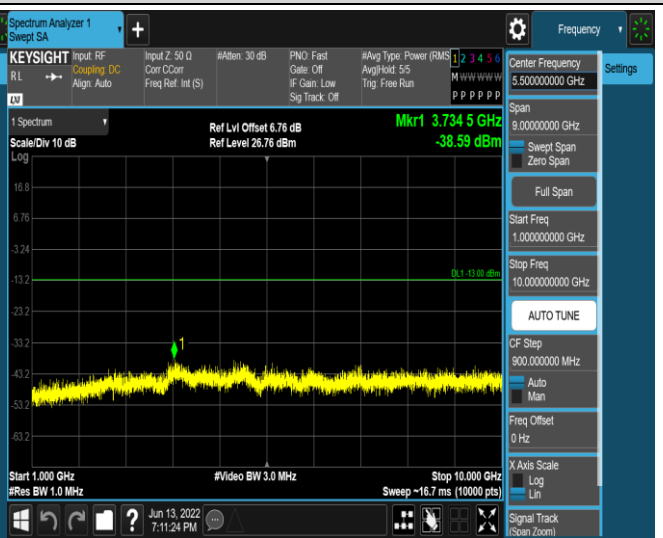 Spectrum Analyzer 1
Swept SA
Frequency
KEYSIGHT
RL
LXI
Input: RF
Coupling: DC
Align: Auto
Input Z: 50 Ω
Corr CCorr
Freq Ref: Int (S)
#Atten: 30 dB
PNO: Fast
Gate: Off
IF Gain: Low
Sig Track: Off
#Avg Type: Power (RMS
Avg|Hold: 5/5
Trig: Free Run
1 2 3 4 5 6
M W W W W W
P P P P P P
1 Spectrum
Scale/Div 10 dB
Ref Lvl Offset 6.76 dB
Ref Level 26.76 dBm
Mkr1 3.734 5 GHz
-38.59 dBm
Log
16.8
6.76
-3.24
-13.2
-23.2
-33.2
-43.2
-53.2
-63.2
DL1 -13.00 dBm
1
Start 1.000 GHz
#Res BW 1.0 MHz
#Video BW 3.0 MHz
Stop 10.000 GHz
Sweep ~16.7 ms (10000 pts)
Jun 13, 2022
7:11:24 PM
?
Center Frequency
5.500000000 GHz
Settings
Span
9.00000000 GHz
Swept Span
Zero Span
Full Span
Start Freq
1.000000000 GHz
Stop Freq
10.000000000 GHz
AUTO TUNE
CF Step
900.000000 MHz
Auto
Man
Freq Offset
0 Hz
X Axis Scale
Log
Lin
Signal Track
(Span Zoom)